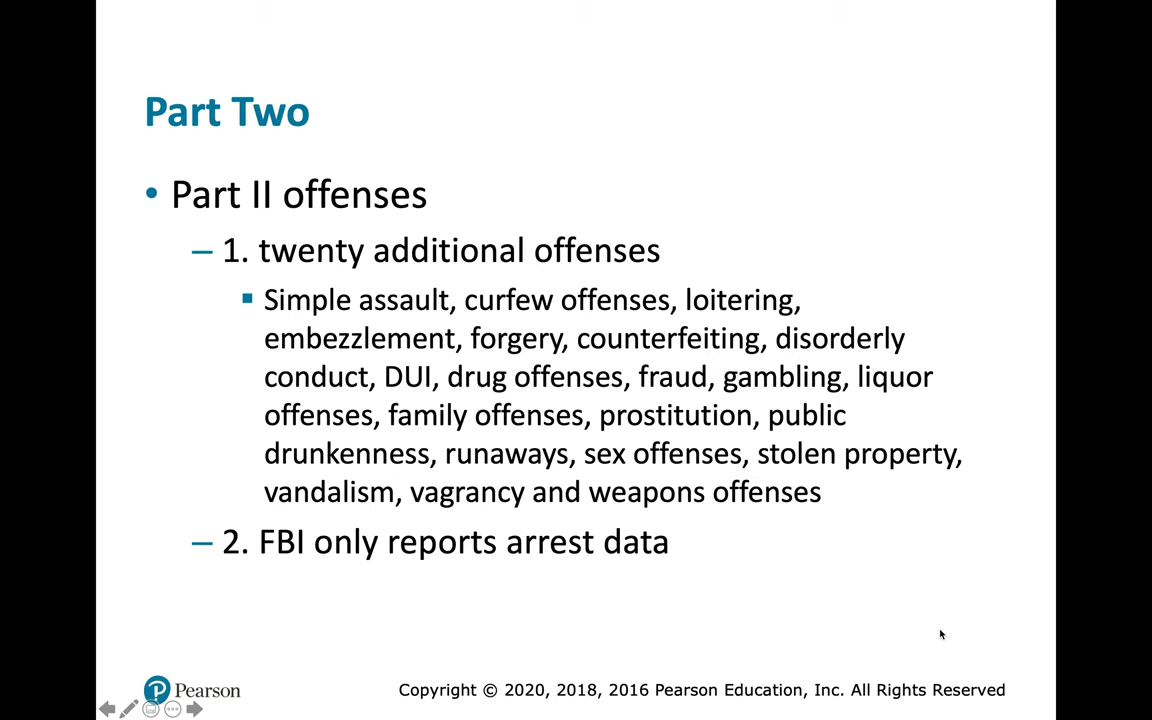 Part Two
• Part II offenses
– 1. twenty additional offenses
▪ Simple assault, curfew offenses, loitering,
embezzlement, forgery, counterfeiting, disorderly
conduct, DUI, drug offenses, fraud, gambling, liquor
offenses, family offenses, prostitution, public
drunkenness, runaways, sex offenses, stolen property,
vandalism, vagrancy and weapons offenses
– 2. FBI only reports arrest data
Pearson
Copyright © 2020, 2018, 2016 Pearson Education, Inc. All Rights Reserved